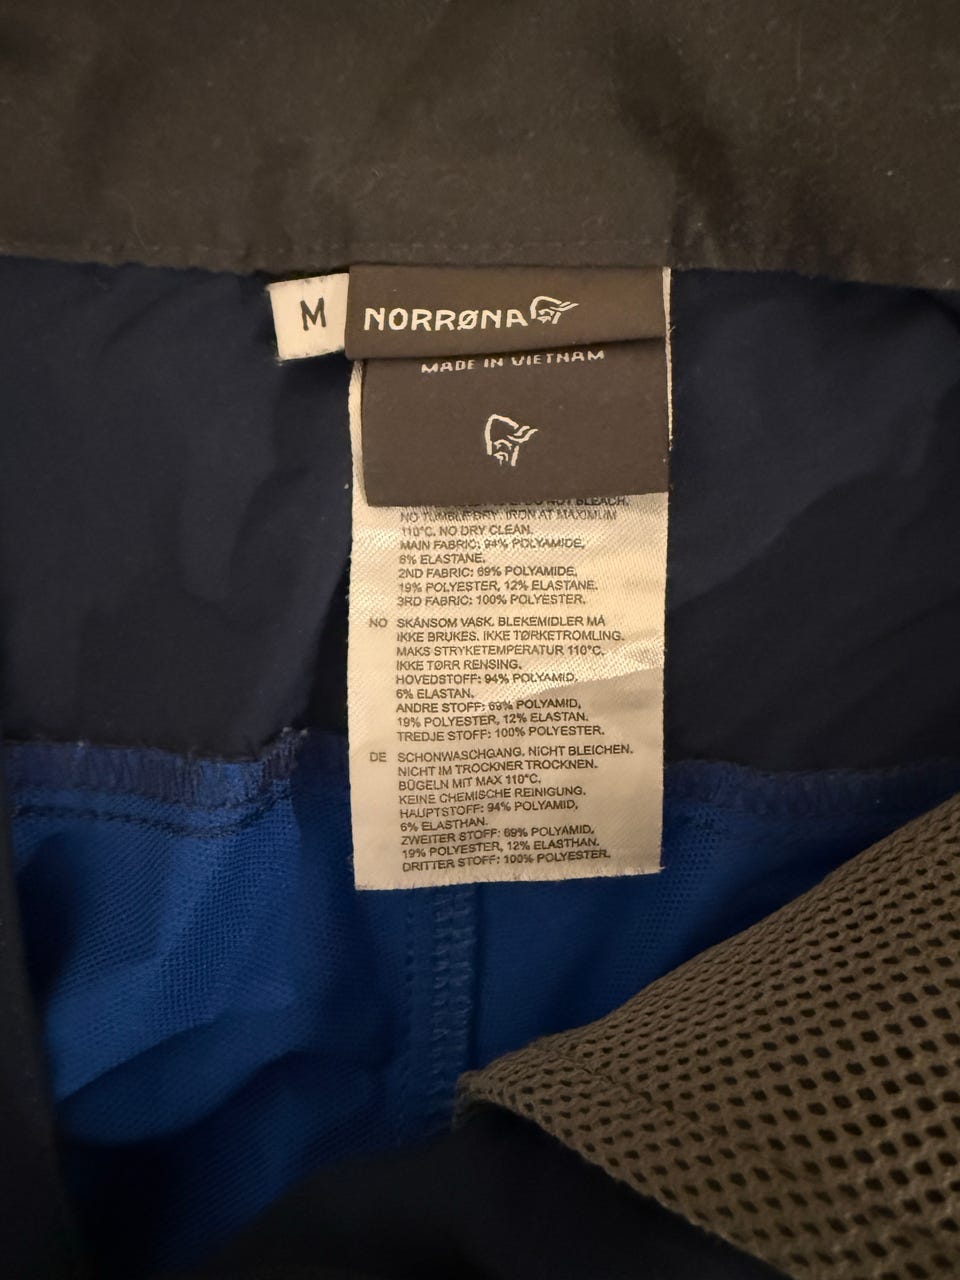 M
NORRØNA
MADE IN VIETNAM
DO NOT BLEACH.
NO TUMBLE DRY. IRON AT MAXIMUM
110°C. NO DRY CLEAN.
MAIN FABRIC: 94% POLYAMIDE,
6% ELASTANE.
2ND FABRIC: 69% POLYAMIDE,
19% POLYESTER, 12% ELASTANE.
3RD FABRIC: 100% POLYESTER.
NO SKÅNSOM VASK. BLEKEMIDLER MÅ
IKKE BRUKES. IKKE TØRKETROMLING.
MAKS STRYKETEMPERATUR 110°C.
IKKE TØRR RENSING.
HOVEDSTOFF: 94% POLYAMID,
6% ELASTAN.
ANDRE STOFF: 69% POLYAMID,
19% POLYESTER, 12% ELASTAN.
TREDJE STOFF: 100% POLYESTER.
DE SCHONWASCHGANG. NICHT BLEICHEN.
NICHT IM TROCKNER TROCKNEN.
BÜGELN MIT MAX 110°C.
KEINE CHEMISCHE REINIGUNG.
HAUPTSTOFF: 94% POLYAMID,
6% ELASTHAN.
ZWEITER STOFF: 69% POLYAMID,
19% POLYESTER, 12% ELASTHAN.
DRITTER STOFF: 100% POLYESTER.